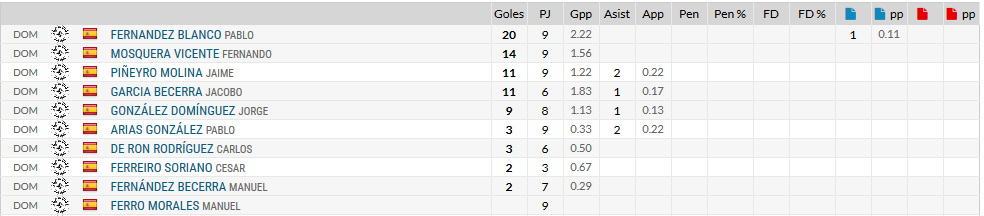 Goles PJ Gpp Asist App Pen Pen % FD FD % pp pp
DOM FERNANDEZ BLANCO PABLO 20 9 2.22 1 0.11
DOM MOSQUERA VICENTE FERNANDO 14 9 1.56
DOM PIÑEYRO MOLINA JAIME 11 9 1.22 2 0.22
DOM GARCIA BECERRA JACOBO 11 6 1.83 1 0.17
DOM GONZÁLEZ DOMÍNGUEZ JORGE 9 8 1.13 1 0.13
DOM ARIAS GONZÁLEZ PABLO 3 9 0.33 2 0.22
DOM DE RON RODRÍGUEZ CARLOS 3 6 0.50
DOM FERREIRO SORIANO CESAR 2 3 0.67
DOM FERNÁNDEZ BECERRA MANUEL 2 7 0.29
DOM FERRO MORALES MANUEL 9